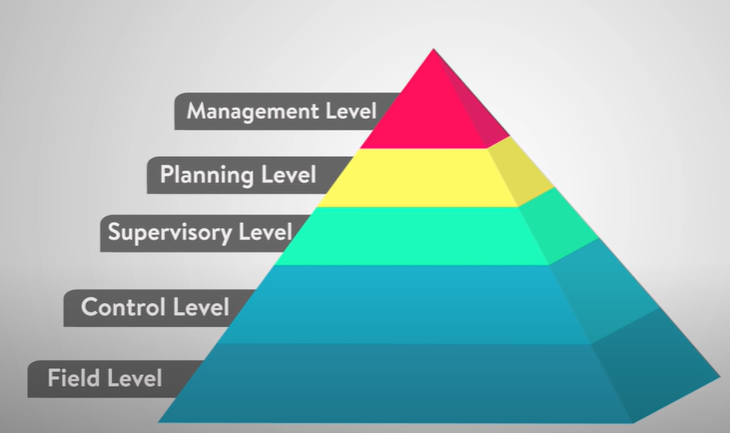 Management Level
Planning Level
Supervisory Level
Control Level
Field Level